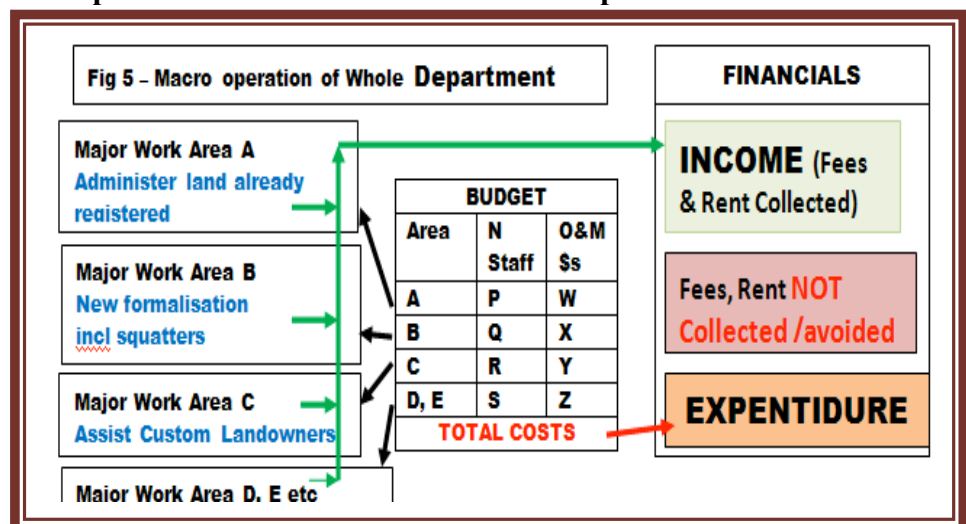 Fig 5 – Macro operation of Whole Department
Major Work Area A
Administer land already
registered
Major Work Area B
New formalisation
incl squatters
Major Work Area C
Assist Custom Landowners
Major Work Area D, E etc
BUDGET
Area N O&M
Staff $s
A P W
B Q X
C R Y
D, E S Z
TOTAL COSTS
FINANCIALS
INCOME (Fees
& Rent Collected)
Fees, Rent NOT
Collected /avoided
EXPENTIDURE